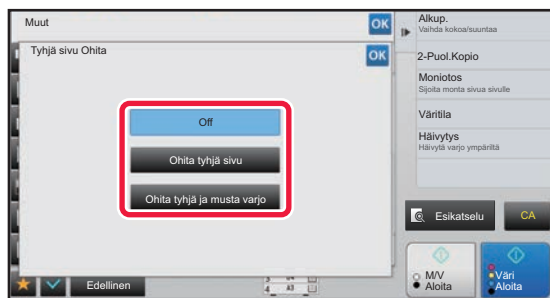 Muut
OK
Tyhjä sivu Ohita
OK
Off
Ohita tyhjä sivu
Ohita tyhjä ja musta varjo
Edellinen
4 A3
Alkup.
Vaihda kokoa/suuntaa
2-Puol.Kopio
Moniotos
Sijoita monta sivua sivulle
Väritila
Häivytys
Häivytä varjo ympäriltä
Esikatselu
CA
M/V
Aloita
Väri
Aloita